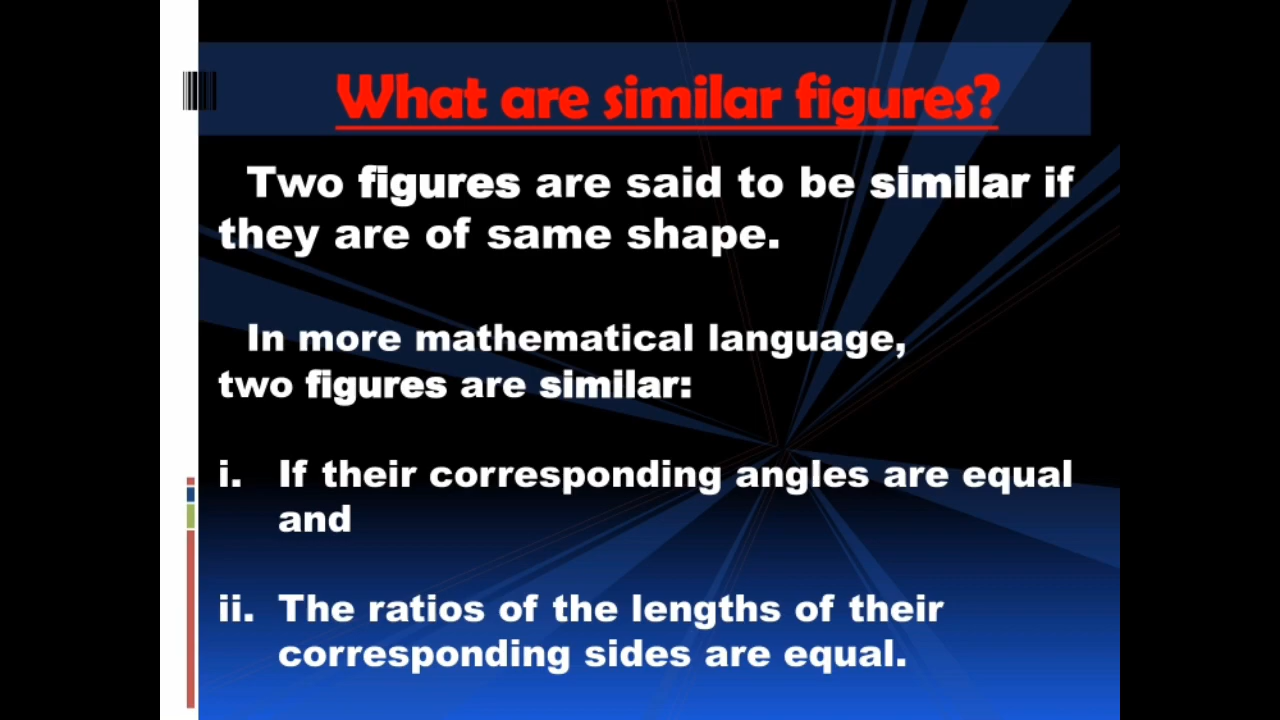 What are similar figures?
Two figures are said to be similar if
they are of same shape.
In more mathematical language,
two figures are similar:
i. If their corresponding angles are equal
and
ii. The ratios of the lengths of their
corresponding sides are equal.